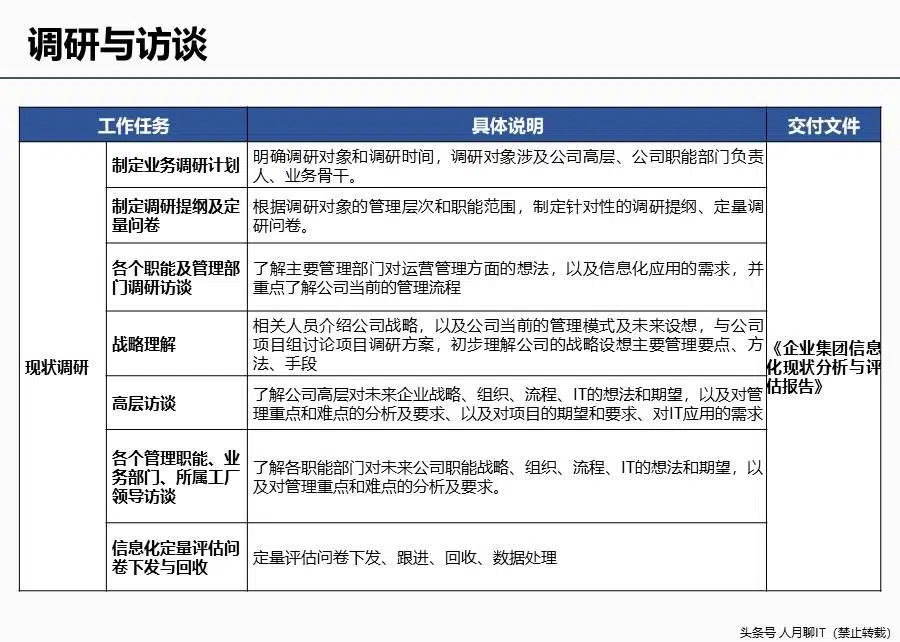 调研与访谈
工作任务
具体说明
交付文件
现状调研
制定业务调研计划
明确调研对象和调研时间，调研对象涉及公司高层、公司职能部门负责
人、业务骨干。
制定调研提纲及定
量问卷
根据调研对象的管理层次和职能范围，制定针对性的调研提纲、定量调
研问卷。
各个职能及管理部
门调研访谈
了解主要管理部门对运营管理方面的想法，以及信息化应用的需求，并
重点了解公司当前的管理流程
战略理解
相关人员介绍公司战略，以及公司当前的管理模式及未来设想，与公司
项目组讨论项目调研方案，初步理解公司的战略设想主要管理要点、方
法、手段
高层访谈
了解公司高层对未来企业战略、组织、流程、IT的想法和期望，以及对管
理重点和难点的分析及要求、以及对项目的期望和要求、对IT应用的需求
各个管理职能、业
务部门、所属工厂
领导访谈
了解各职能部门对未来公司职能战略、组织、流程、IT的想法和期望，以
及对管理重点和难点的分析及要求。
信息化定量评估问
卷下发与回收
定量评估问卷下发、跟进、回收、数据处理
《企业集团信息
化现状分析与评
估报告》
头条号 人月聊IT（禁止转载）